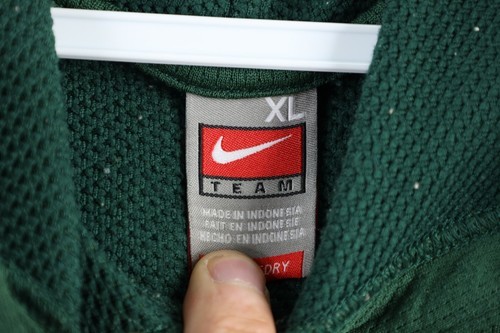 XL
TEAM
MADE IN INDONESIA
FAIT EN INDONESIE
HECHO EN INDONESIA